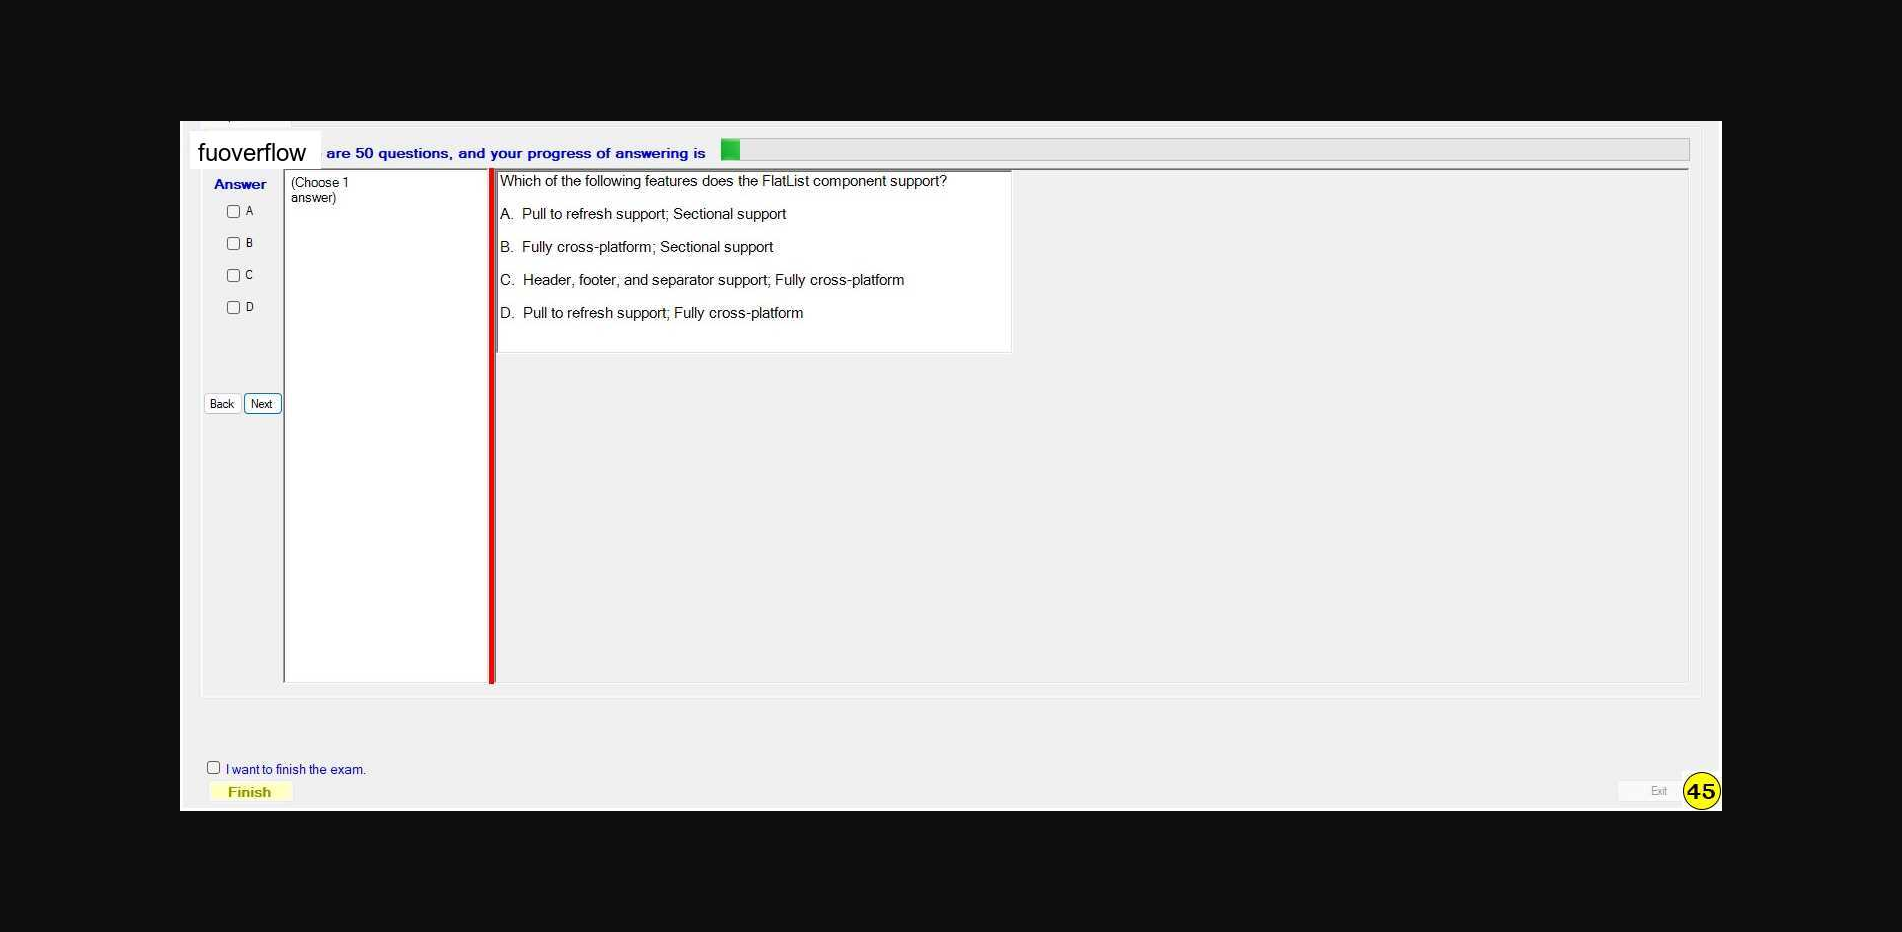 fuoverflow are 50 questions, and your progress of answering is
Answer
A
B
C
D
Back Next
(Choose 1
answer)
Which of the following features does the FlatList component support?
A. Pull to refresh support; Sectional support
B. Fully cross-platform; Sectional support
C. Header, footer, and separator support; Fully cross-platform
D. Pull to refresh support; Fully cross-platform
I want to finish the exam.
Finish
Exit
45